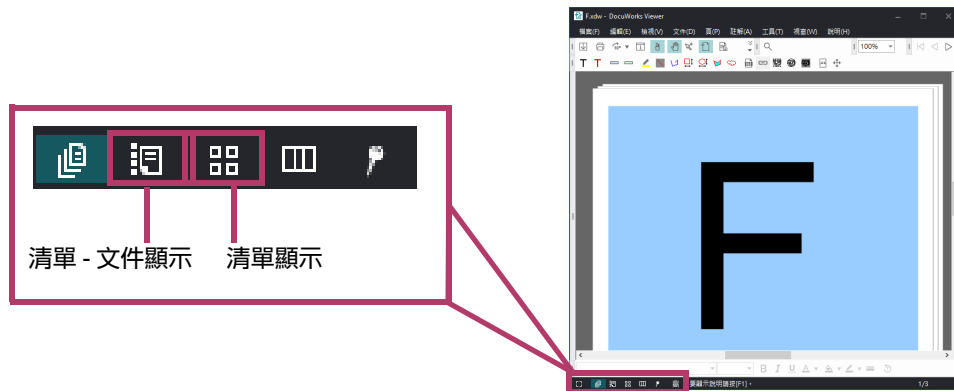 F.xdw - DocuWorks Viewer
檔案(F) 編輯(E) 檢視(V) 文件(D) 頁(P) 註解(A) 工具(T) 視窗(W) 說明(H)
100%
T T
F
清單 - 文件顯示 清單顯示
B I U A
要顯示說明請按[F1]。
1/3